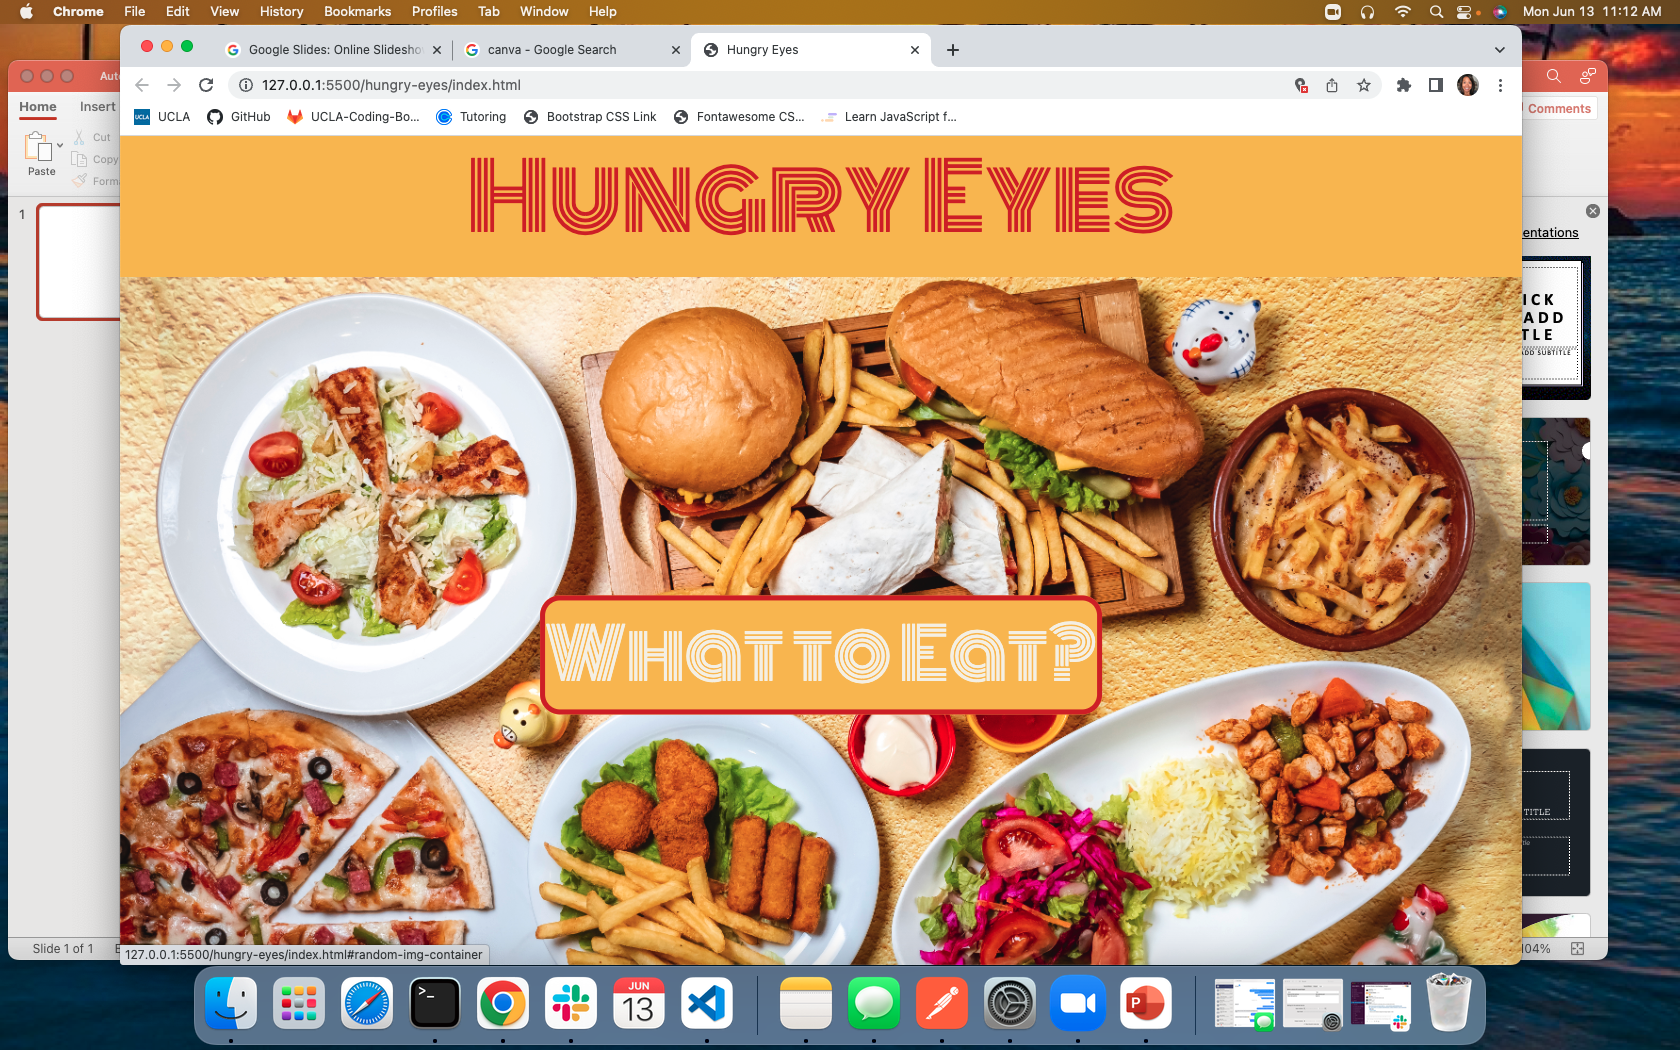 Chrome File Edit View History Bookmarks Profiles Tab Window Help
Mon Jun 13 11:12 AM
Google Slides: Online Slidesho
canva - Google Search
Hungry Eyes
127.0.0.1:5500/hungry-eyes/index.html
UCLA
GitHub
UCLA-Coding-Bo...
Tutoring
Bootstrap CSS Link
Fontawesome CS...
Learn JavaScript f...
Home Insert
Cut
Copy
Paste
Comments
1
HUNGRY EYES
WHAT TO EAT?
entations
ICK
ADD
TLE
ADD SUBTITLE
TITLE
Slide 1 of 1
104%
127.0.0.1:5500/hungry-eyes/index.html#random-img-container
JUN
13